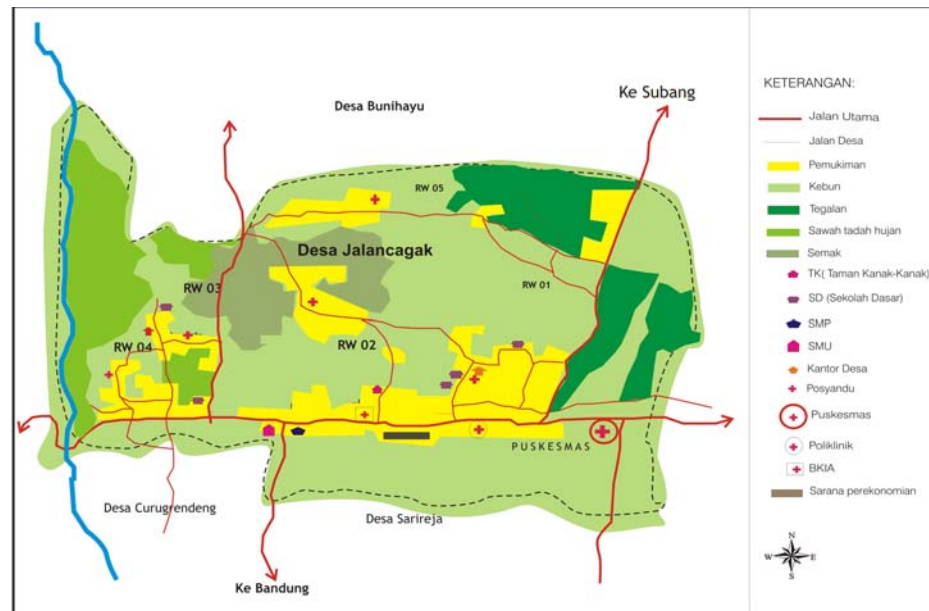 Desa Bunihayu
Ke Subang
RW 05
Desa Jalancagak
RW 03
RW 01
RW 04
RW 02
PUSKESMAS
Desa Curugrendeng
Desa Sarireja
Ke Bandung
KETERANGAN:
Jalan Utama
Jalan Desa
Pemukiman
Kebun
Tegalan
Sawah tadah hujan
Semak
TK( Taman Kanak-Kanak)
SD (Sekolah Dasar)
SMP
SMU
Kantor Desa
Posyandu
Puskesmas
Poliklinik
BKIA
Sarana perekonomian
N
W E
S